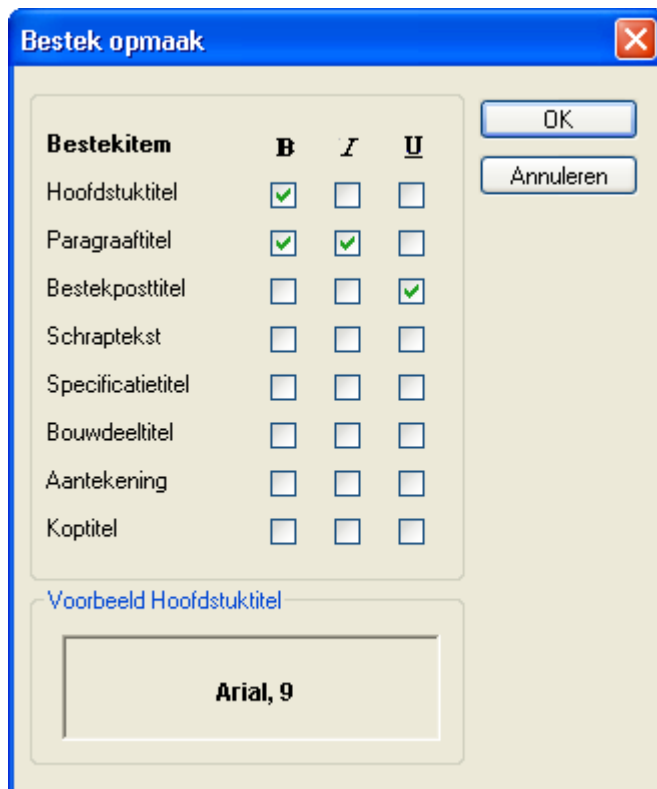 Bestek opmaak
Bestekitem B I U
OK
Annuleren
Hoofdstuktitel
Paragraaftitel
Bestekposttitel
Schraptekst
Specificatietitel
Bouwdeeltitel
Aantekening
Koptitel
Voorbeeld Hoofdstuktitel
Arial, 9